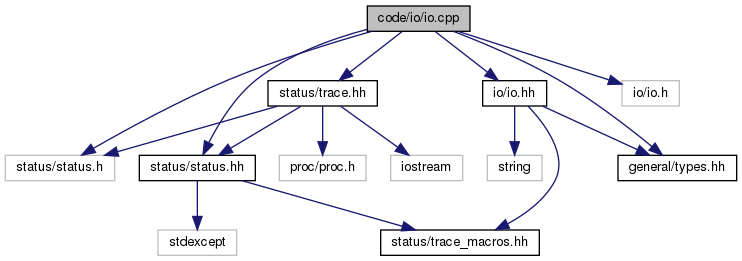 code/io/io.cpp
status/trace.hh
io/io.hh
io/io.h
status/status.h
status/status.hh
proc/proc.h
iostream
string
general/types.hh
stdexcept
status/trace_macros.hh